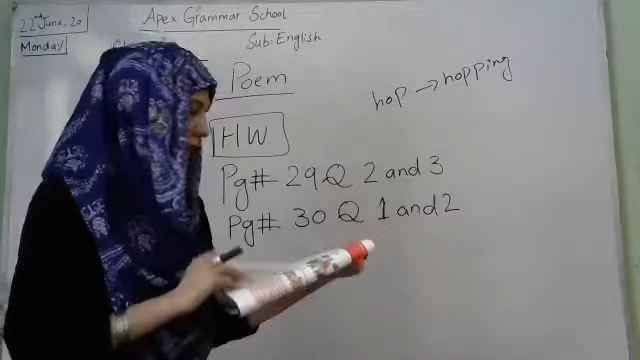 22nd June, 20
Monday
Apex Grammar School
Sub: English
Poem
hop → hopping
HW
Pg# 29 Q 2 and 3
Pg# 30 Q 1 and 2